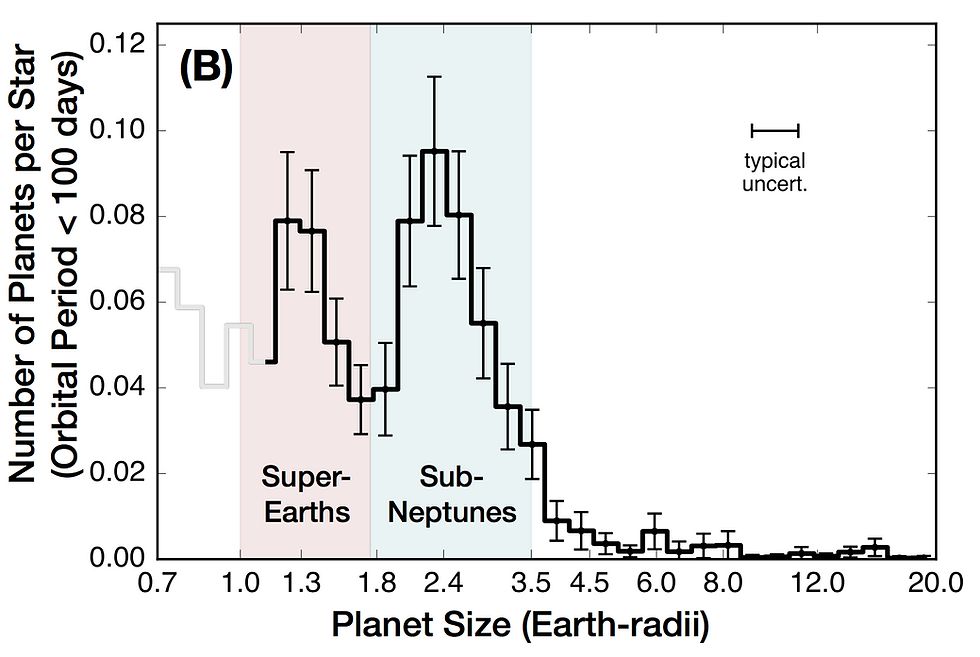 (B)
Number of Planets per Star
(Orbital Period < 100 days)
0.12
0.10
0.08
0.06
0.04
0.02
0.00
typical
uncert.
Super-
Earths
Sub-
Neptunes
0.7 1.0 1.3 1.8 2.4 3.5 4.5 6.0 8.0 12.0 20.0
Planet Size (Earth-radii)